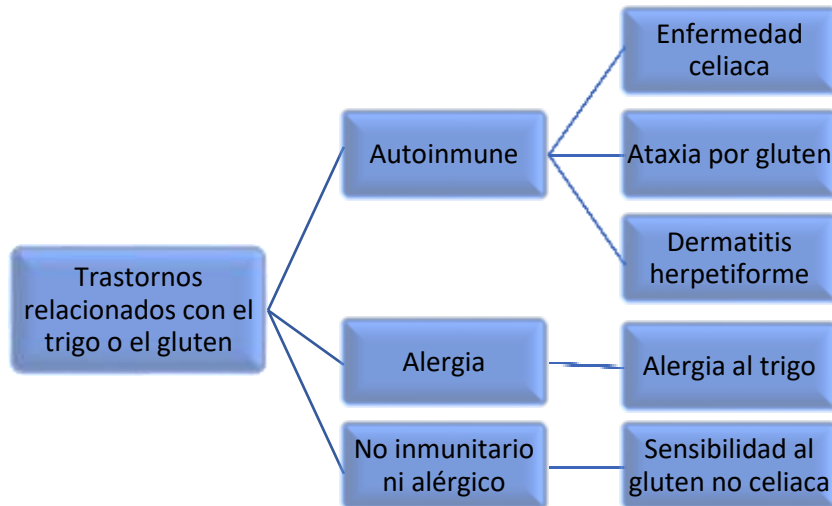 Trastornos
relacionados con el
trigo o el gluten
Autoinmune
Enfermedad
celiaca
Ataxia por gluten
Dermatitis
herpetiforme
Alergia
Alergia al trigo
No inmunitario
ni alérgico
Sensibilidad al
gluten no celiaca